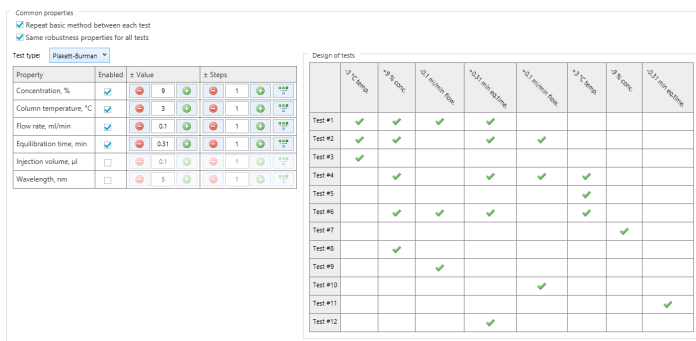 Common properties
Repeat basic method between each test
Same robustness properties for all tests
Test type: Plakett-Burman
Property Enabled ± Value ± Steps
Concentration, % 9 1
Column temperature, °C 3 1
Flow rate, ml/min 0.1 1
Equilibration time, min 0.31 1
Injection volume, µl 0.1 1
Wavelength, nm 5 1
Design of tests
-3 °C temp. +9 % conc. -0.1 ml/min flow. +0.31 min eq.time. +0.1 ml/min flow. +3 °C temp. -9 % conc. -0.31 min eq.time.
Test #1
Test #2
Test #3
Test #4
Test #5
Test #6
Test #7
Test #8
Test #9
Test #10
Test #11
Test #12